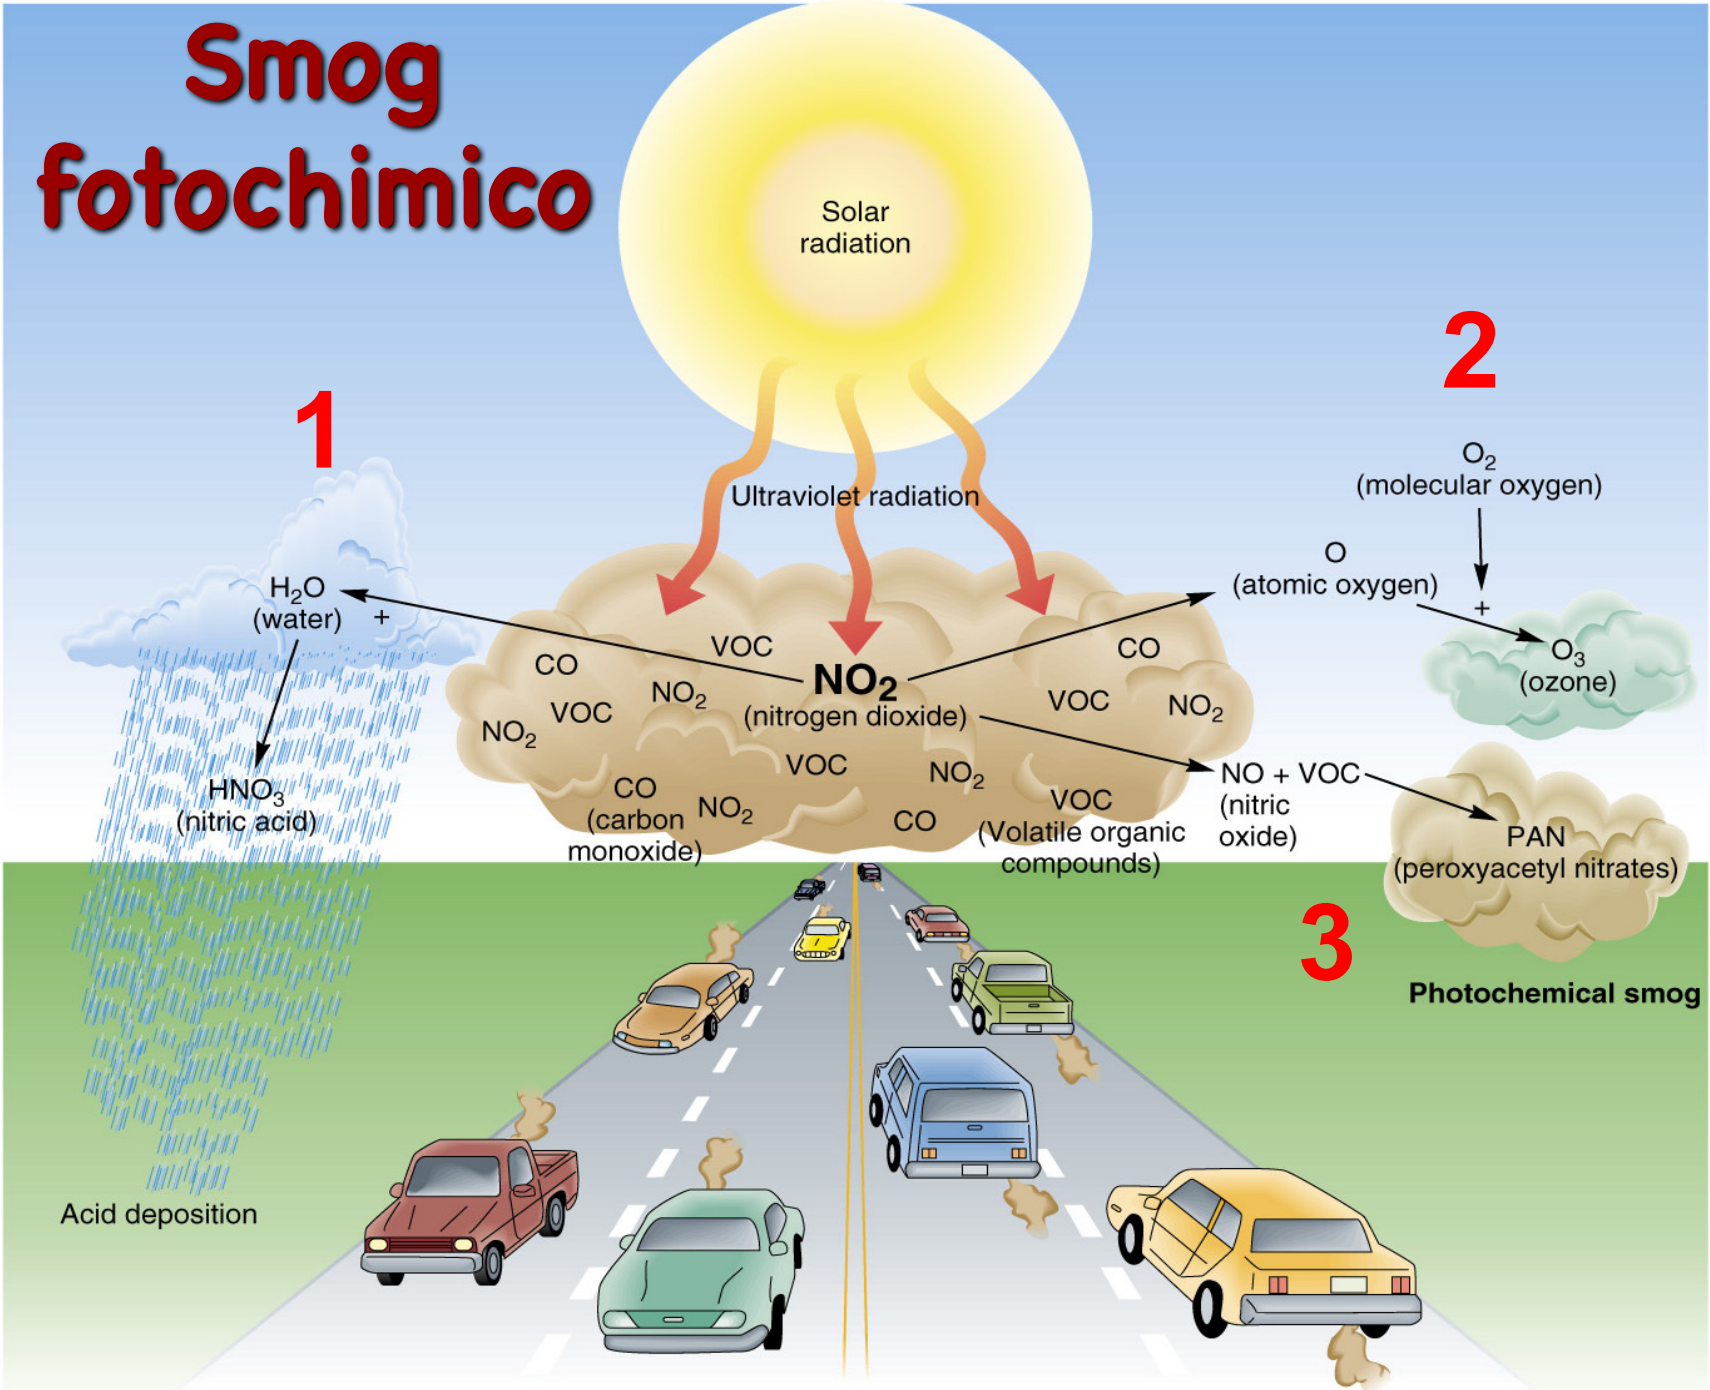 Smog
fotochimico
Solar
radiation
Ultraviolet radiation
1
H₂O
(water)
+
HNO₃
(nitric acid)
Acid deposition
2
O₂
(molecular oxygen)
O
(atomic oxygen)
+
O₃
(ozone)
VOC
CO
NO₂
VOC
NO₂
NO₂
(nitrogen dioxide)
CO
VOC
NO₂
VOC
NO₂
CO
(carbon
monoxide)
NO₂
CO
VOC
(Volatile organic
compounds)
NO + VOC
(nitric
oxide)
PAN
(peroxyacetyl nitrates)
3
Photochemical smog